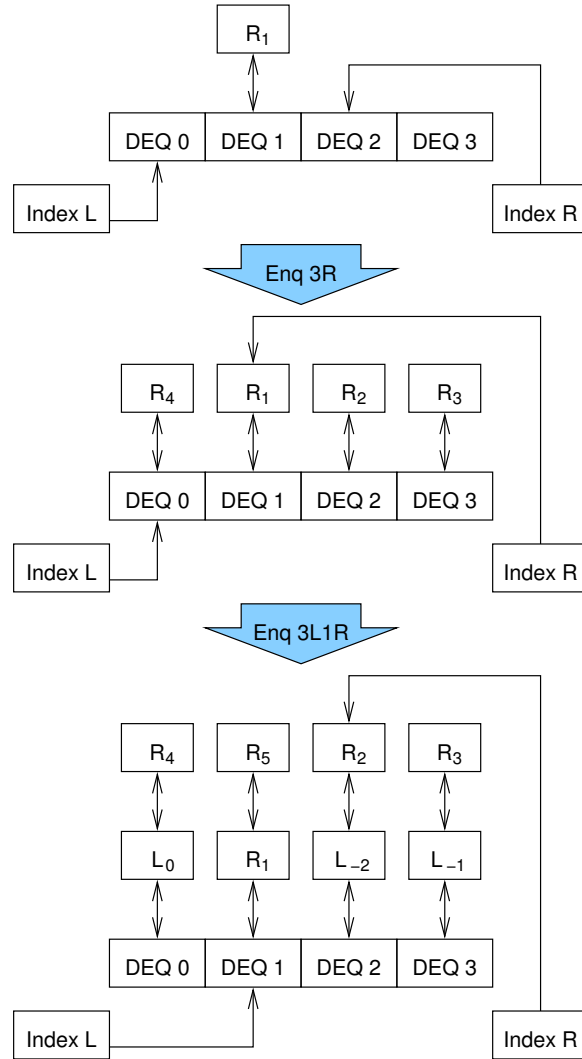 R₁
DEQ 0 DEQ 1 DEQ 2 DEQ 3
Index L Index R
Enq 3R
R₄ R₁ R₂ R₃
DEQ 0 DEQ 1 DEQ 2 DEQ 3
Index L Index R
Enq 3L1R
R₄ R₅ R₂ R₃
L₀ R₁ L₋₂ L₋₁
DEQ 0 DEQ 1 DEQ 2 DEQ 3
Index L Index R